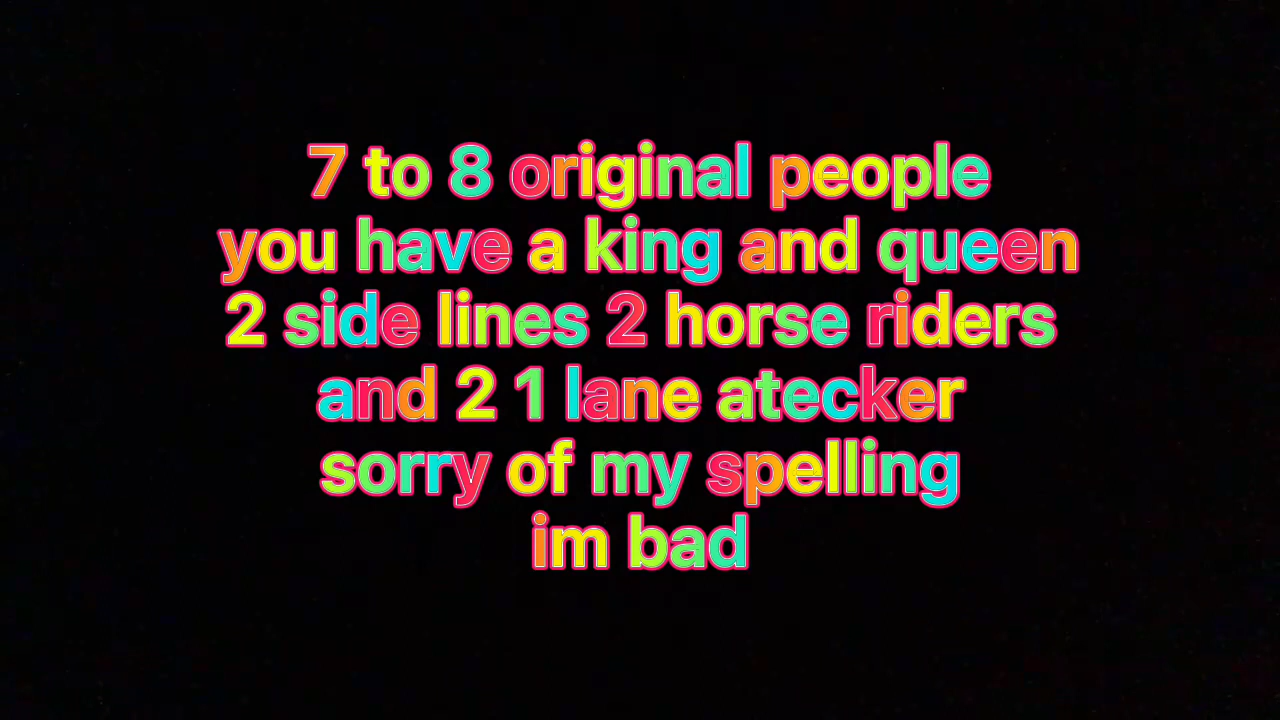 7 to 8 original people
you have a king and queen
2 side lines 2 horse riders
and 2 1 lane atecker
sorry of my spelling
im bad